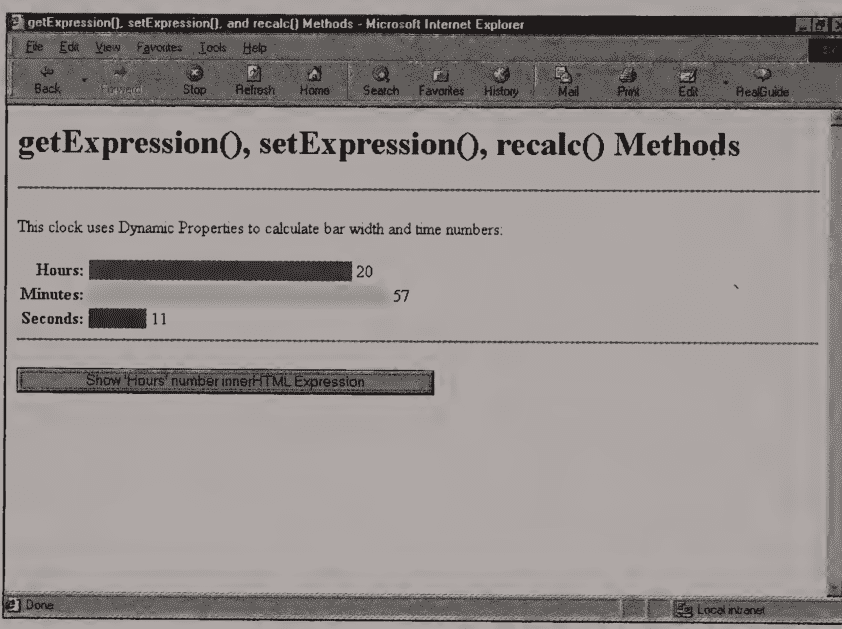 getExpression(), setExpression(), and recalc() Methods - Microsoft Internet Explorer
File Edit View Favorites Tools Help
Back Forward Stop Refresh Home Search Favorites History Mail Print Edit RealGuide
getExpression(), setExpression(), recalc() Methods
This clock uses Dynamic Properties to calculate bar width and time numbers:
Hours: 20
Minutes: 57
Seconds: 11
Show 'Hours' number innerHTML Expression
Done Local intranet